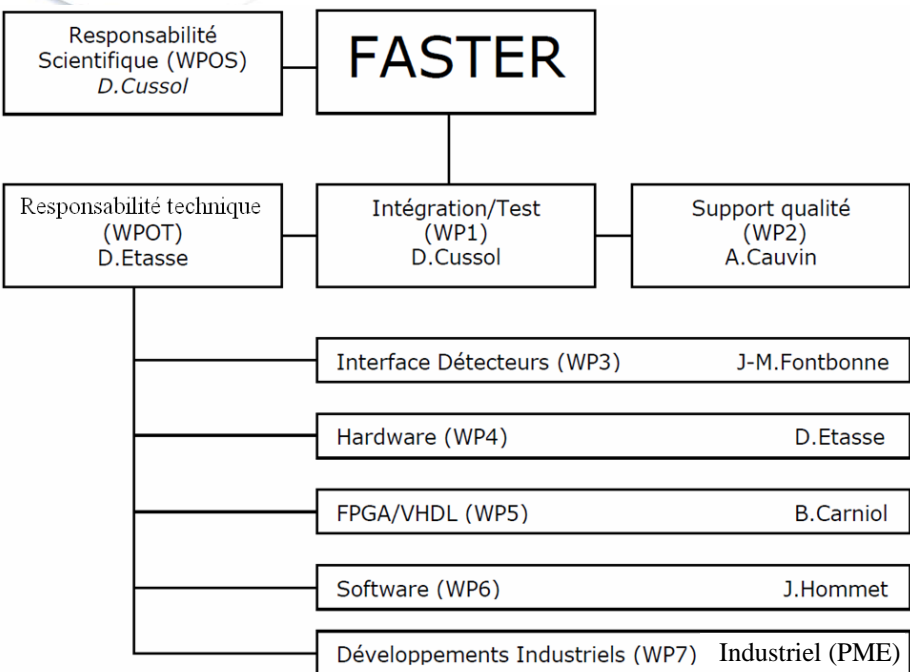 Responsabilité
Scientifique (WPOS)
D.Cussol
FASTER
Responsabilité technique
(WPOT)
D.Etasse
Intégration/Test
(WP1)
D.Cussol
Support qualité
(WP2)
A.Cauvin
Interface Détecteurs (WP3) J-M.Fontbonne
Hardware (WP4) D.Etasse
FPGA/VHDL (WP5) B.Carniol
Software (WP6) J.Hommet
Développements Industriels (WP7) Industriel (PME)